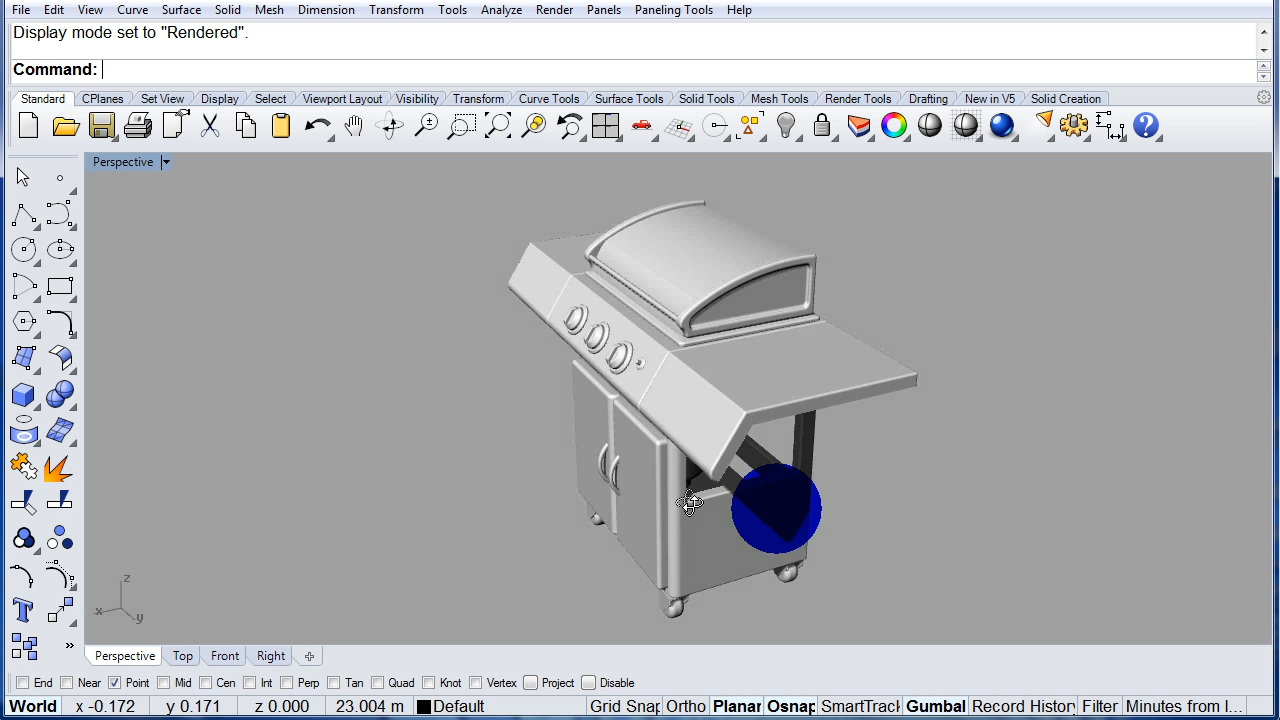 File Edit View Curve Surface Solid Mesh Dimension Transform Tools Analyze Render Panels Paneling Tools Help
Display mode set to "Rendered".
Command:
Standard CPlanes Set View Display Select Viewport Layout Visibility Transform Curve Tools Surface Tools Solid Tools Mesh Tools Render Tools Drafting New in V5 Solid Creation
Perspective
z
x
y
Perspective Top Front Right
End Near Point Mid Cen Int Perp Tan Quad Knot Vertex Project Disable
World x -0.172 y 0.171 z 0.000 23.004 m Default Grid Snap Ortho Planar Osnap SmartTrack Gumbal Record History Filter Minutes from l...